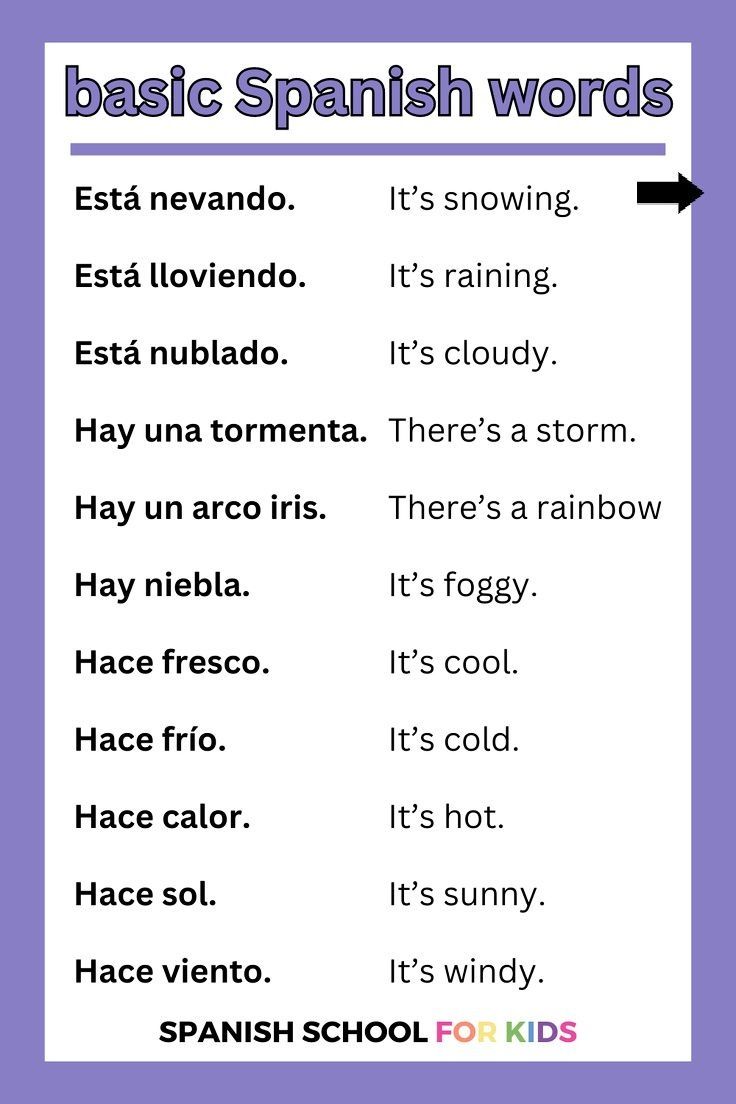 basic Spanish words
Está nevando. It's snowing.
Está lloviendo. It's raining.
Está nublado. It's cloudy.
Hay una tormenta. There's a storm.
Hay un arco iris. There's a rainbow
Hay niebla. It's foggy.
Hace fresco. It's cool.
Hace frío. It's cold.
Hace calor. It's hot.
Hace sol. It's sunny.
Hace viento. It's windy.
SPANISH SCHOOL FOR KIDS